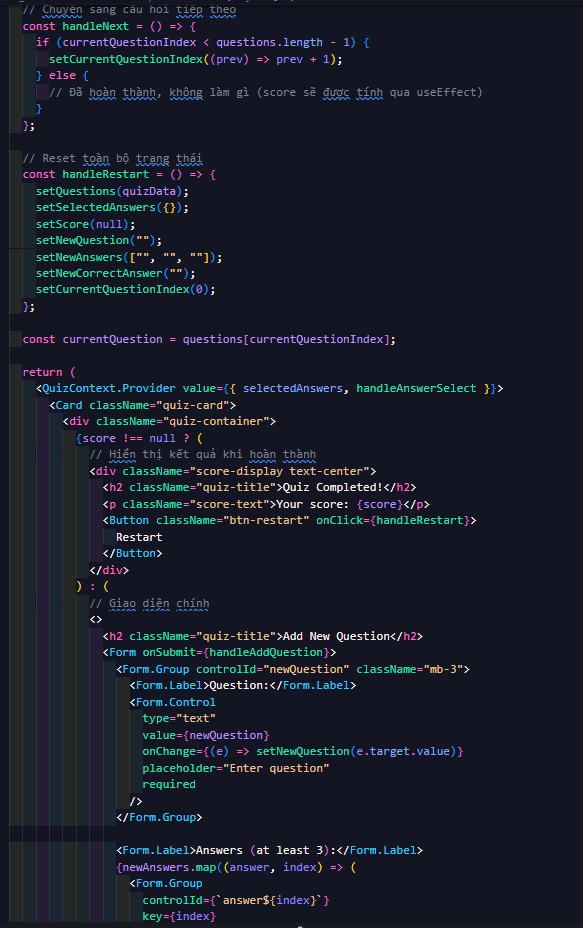 // Chuyển sang câu hỏi tiếp theo
const handleNext = () => {
if (currentQuestionIndex < questions.length - 1) {
setCurrentQuestionIndex((prev) => prev + 1);
} else {
// Đã hoàn thành, không làm gì (score sẽ được tính qua useEffect)
}
};
// Reset toàn bộ trạng thái
const handleRestart = () => {
setQuestions(quizData);
setSelectedAnswers({});
setScore(null);
setNewQuestion("");
setNewAnswers(["", "", ""]);
setNewCorrectAnswer("");
setCurrentQuestionIndex(0);
};
const currentQuestion = questions[currentQuestionIndex];
return (
<QuizContext.Provider value={{ selectedAnswers, handleAnswerSelect }}>
<Card className="quiz-card">
<div className="quiz-container">
{score !== null ? (
// Hiển thị kết quả khi hoàn thành
<div className="score-display text-center">
<h2 className="quiz-title">Quiz Completed!</h2>
<p className="score-text">Your score: {score}</p>
<Button className="btn-restart" onClick={handleRestart}>
Restart
</Button>
</div>
) : (
// Giao diện chính
<>
<h2 className="quiz-title">Add New Question</h2>
<Form onSubmit={handleAddQuestion}>
<Form.Group controlId="newQuestion" className="mb-3">
<Form.Label>Question:</Form.Label>
<Form.Control
type="text"
value={newQuestion}
onChange={(e) => setNewQuestion(e.target.value)}
placeholder="Enter question"
required
/>
</Form.Group>
<Form.Label>Answers (at least 3):</Form.Label>
{newAnswers.map((answer, index) => (
<Form.Group
controlId={`answer${index}`}
key={index}